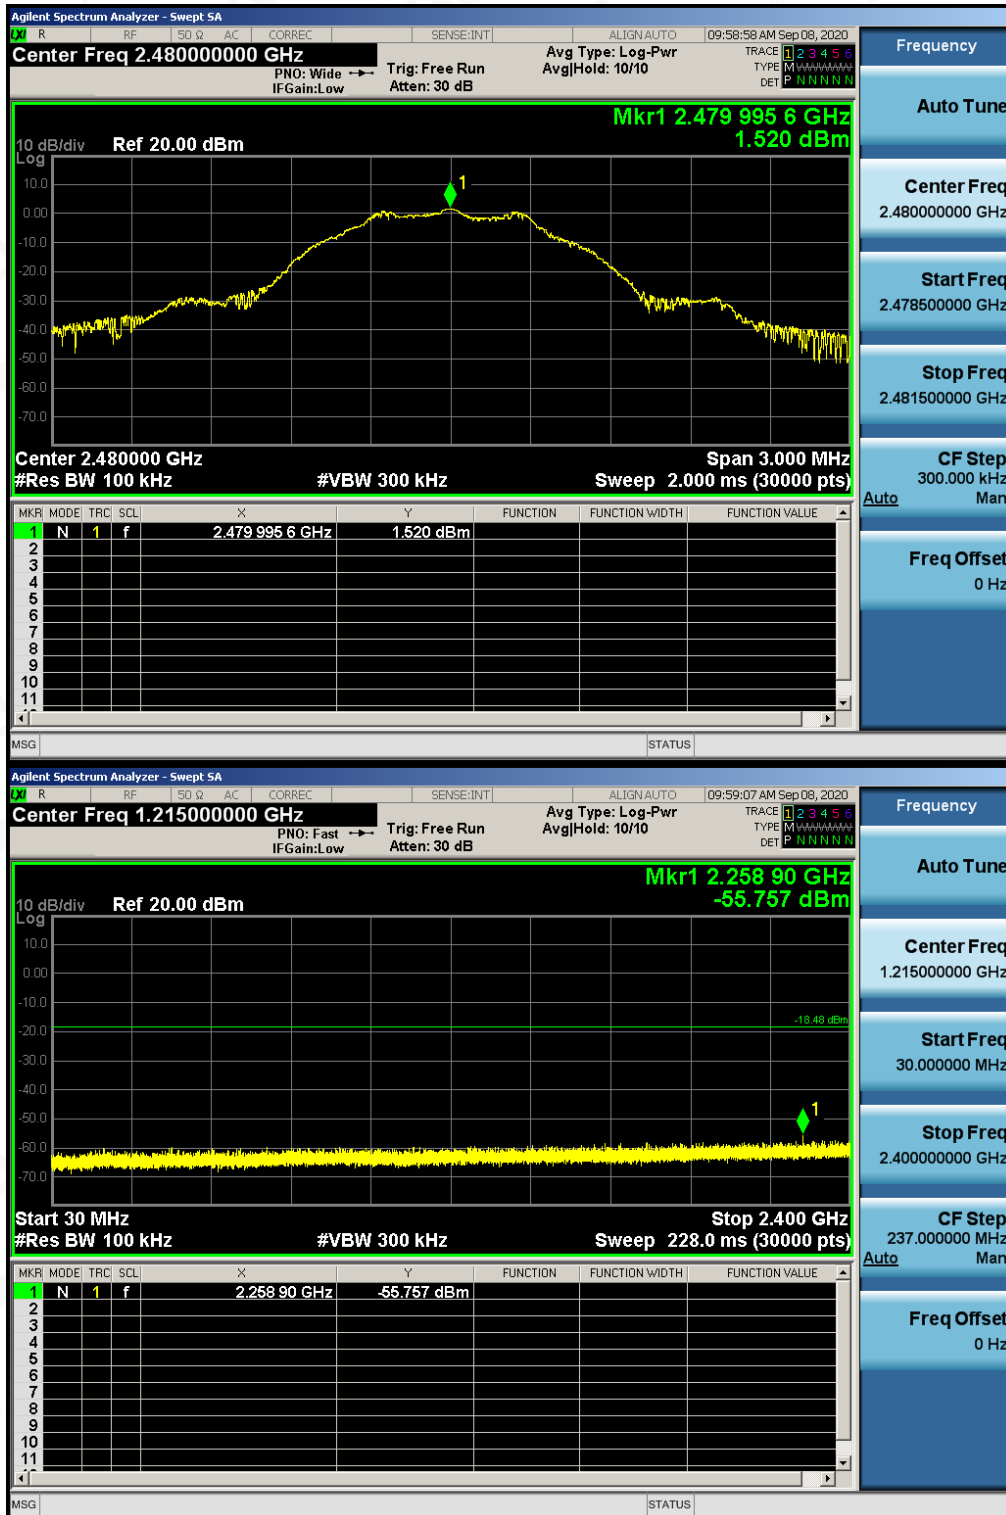 Agilent Spectrum Analyzer - Swept SA
LXI R RF 50 Ω AC CORREC SENSE:INT ALIGN AUTO 09:58:58 AM Sep 08, 2020
Center Freq 2.480000000 GHz
PNO: Wide
IFGain:Low
Trig: Free Run
Atten: 30 dB
Avg Type: Log-Pwr
Avg|Hold: 10/10
TRACE 1 2 3 4 5 6
TYPE M WWWWW
DET P N N N N N
Mkr1 2.479 995 6 GHz
1.520 dBm
10 dB/div Ref 20.00 dBm
Log
10.0
0.00
-10.0
-20.0
-30.0
-40.0
-50.0
-60.0
-70.0
1
Center 2.480000 GHz Span 3.000 MHz
#Res BW 100 kHz #VBW 300 kHz Sweep 2.000 ms (30000 pts)
MKR MODE TRC SCL X Y FUNCTION FUNCTION WIDTH FUNCTION VALUE
1 N 1 f 2.479 995 6 GHz 1.520 dBm
2
3
4
5
6
7
8
9
10
11
MSG STATUS
Frequency
Auto Tune
Center Freq
2.480000000 GHz
Start Freq
2.478500000 GHz
Stop Freq
2.481500000 GHz
CF Step
300.000 kHz
Auto Man
Freq Offset
0 Hz
Agilent Spectrum Analyzer - Swept SA
LXI R RF 50 Ω AC CORREC SENSE:INT ALIGN AUTO 09:59:07 AM Sep 08, 2020
Center Freq 1.215000000 GHz
PNO: Fast
IFGain:Low
Trig: Free Run
Atten: 30 dB
Avg Type: Log-Pwr
Avg|Hold: 10/10
TRACE 1 2 3 4 5 6
TYPE M WWWWW
DET P N N N N N
Mkr1 2.258 90 GHz
-55.757 dBm
10 dB/div Ref 20.00 dBm
Log
10.0
0.00
-10.0
-20.0
-30.0
-40.0
-50.0
-60.0
-70.0
-18.48 dBm
1
Start 30 MHz Stop 2.400 GHz
#Res BW 100 kHz #VBW 300 kHz Sweep 228.0 ms (30000 pts)
MKR MODE TRC SCL X Y FUNCTION FUNCTION WIDTH FUNCTION VALUE
1 N 1 f 2.258 90 GHz -55.757 dBm
2
3
4
5
6
7
8
9
10
11
MSG STATUS
Frequency
Auto Tune
Center Freq
1.215000000 GHz
Start Freq
30.000000 MHz
Stop Freq
2.400000000 GHz
CF Step
237.000000 MHz
Auto Man
Freq Offset
0 Hz